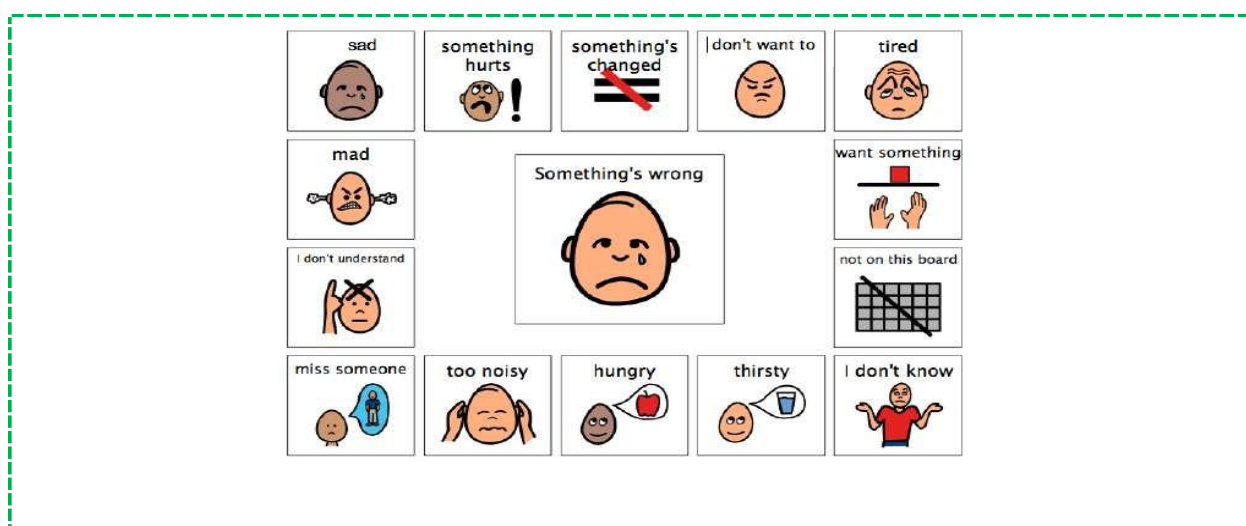 sad
something
hurts
something's
changed
I don't want to
tired
mad
Something's wrong
want something
I don't understand
not on this board
miss someone
too noisy
hungry
thirsty
I don't know